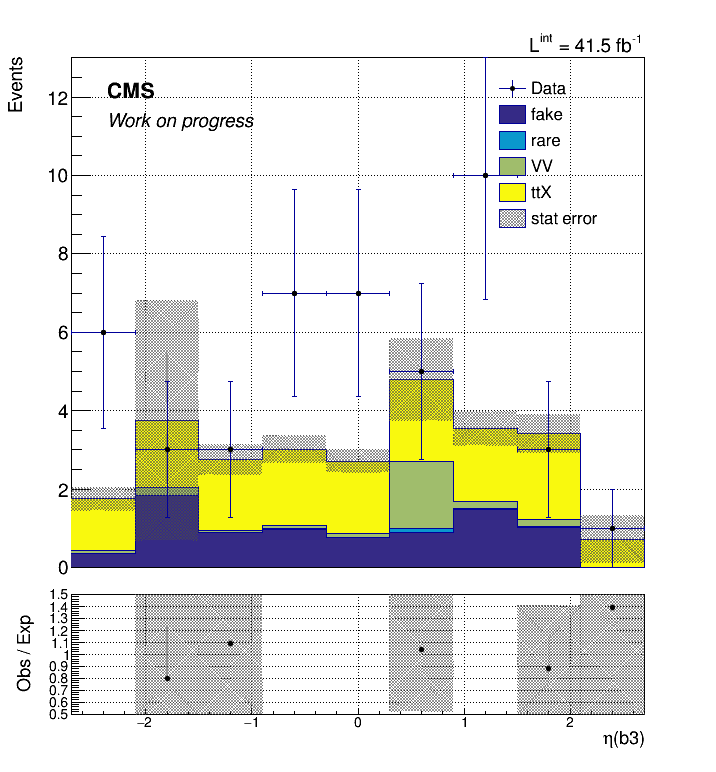 L^int = 41.5 fb^-1
Events
CMS
Work on progress
Data
fake
rare
VV
ttX
stat error
12
10
8
6
4
2
0
Obs / Exp
1.5
1.4
1.3
1.2
1.1
1
0.9
0.8
0.7
0.6
0.5
−2
−1
0
1
2
η(b3)